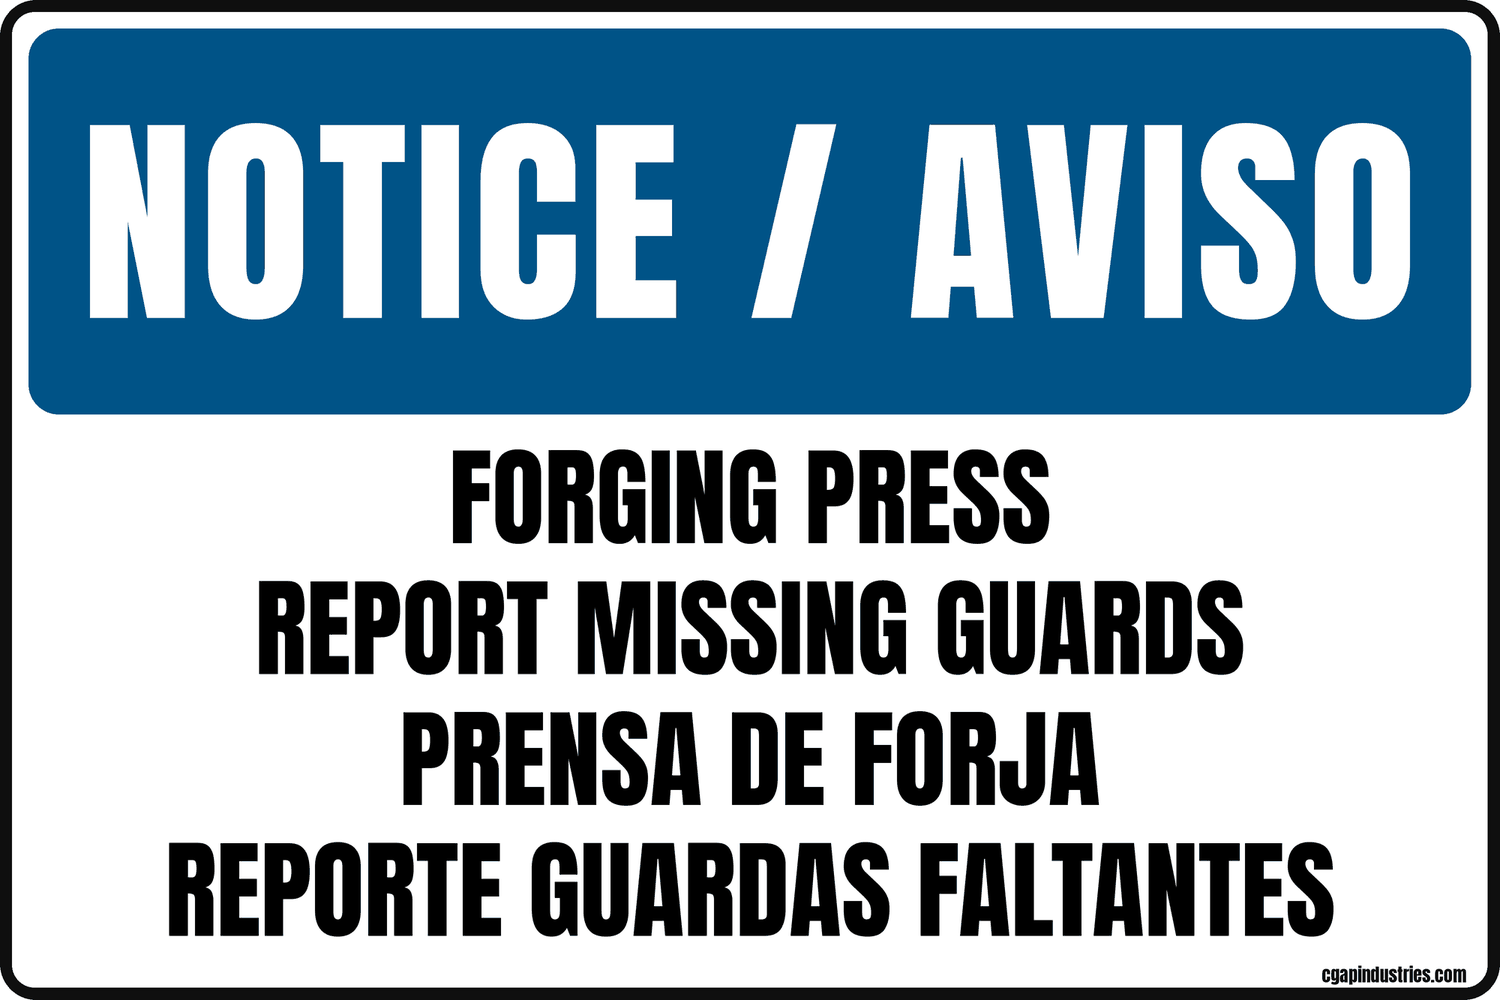 NOTICE / AVISO
FORGING PRESS
REPORT MISSING GUARDS
PRENSA DE FORJA
REPORTE GUARDAS FALTANTES
cgapindustries.com